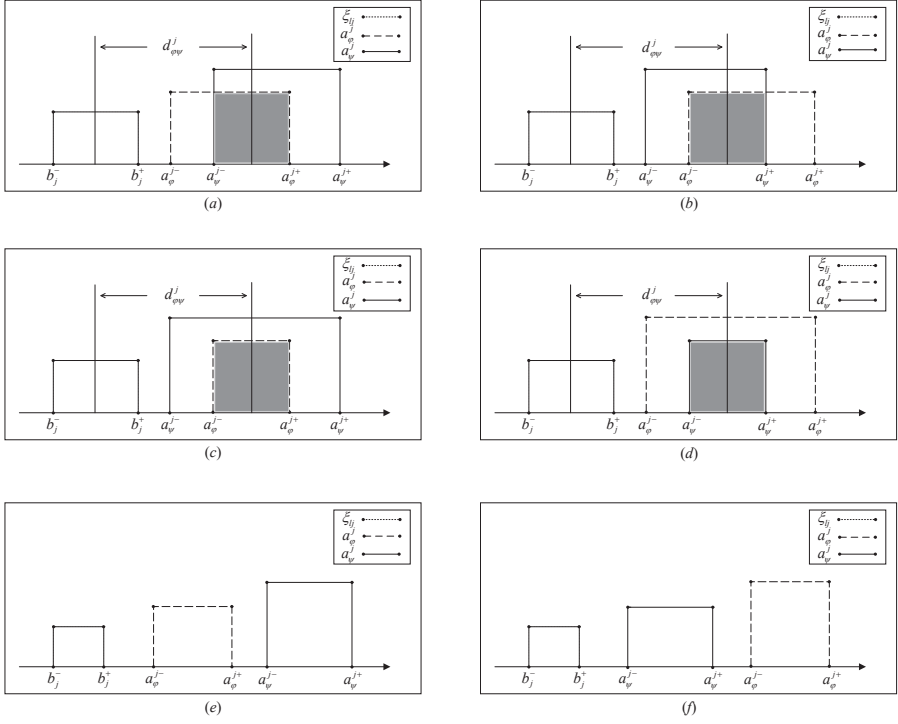 ξ_{lj}
a_φ^j
a_ψ^j
d_{φψ}^j
b_j^- b_j^+ a_φ^{j-} a_ψ^{j-} a_φ^{j+} a_ψ^{j+}
(a)
ξ_{lj}
a_φ^j
a_ψ^j
d_{φψ}^j
b_j^- b_j^+ a_ψ^{j-} a_φ^{j-} a_ψ^{j+} a_φ^{j+}
(b)
ξ_{lj}
a_φ^j
a_ψ^j
d_{φψ}^j
b_j^- b_j^+ a_ψ^{j-} a_φ^{j-} a_φ^{j+} a_ψ^{j+}
(c)
ξ_{lj}
a_φ^j
a_ψ^j
d_{φψ}^j
b_j^- b_j^+ a_φ^{j-} a_ψ^{j-} a_ψ^{j+} a_φ^{j+}
(d)
ξ_{lj}
a_φ^j
a_ψ^j
b_j^- b_j^+ a_φ^{j-} a_φ^{j+} a_ψ^{j-} a_ψ^{j+}
(e)
ξ_{lj}
a_φ^j
a_ψ^j
b_j^- b_j^+ a_ψ^{j-} a_ψ^{j+} a_φ^{j-} a_φ^{j+}
(f)